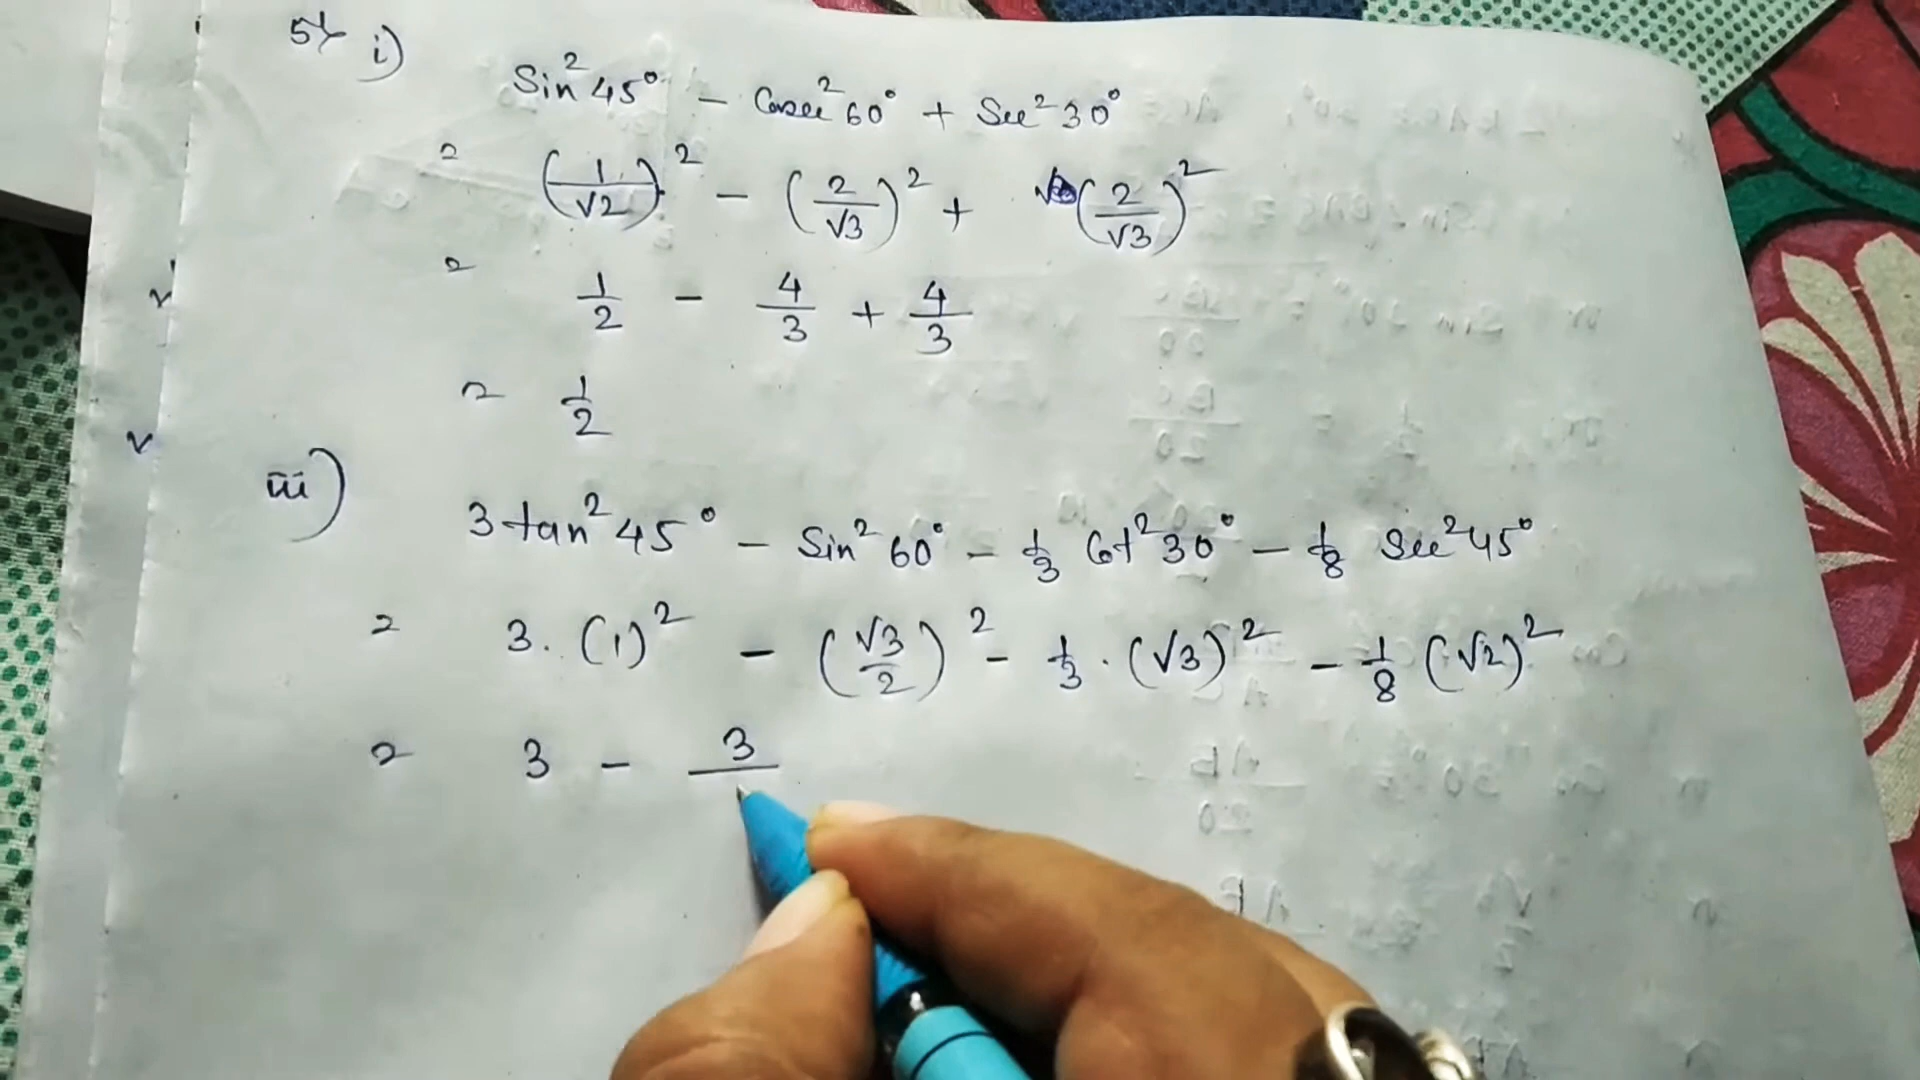 5) i)
Sin²45° - Cosec²60° + Sec²30°
= (1/√2)² - (2/√3)² + (2/√3)²
= 1/2 - 4/3 + 4/3
= 1/2
iii)
3 tan²45° - Sin²60° - 1/3 Cot²30° - 1/8 Sec²45°
= 3. (1)² - (√3/2)² - 1/3 . (√3)² - 1/8 (√2)²
= 3 - 3/